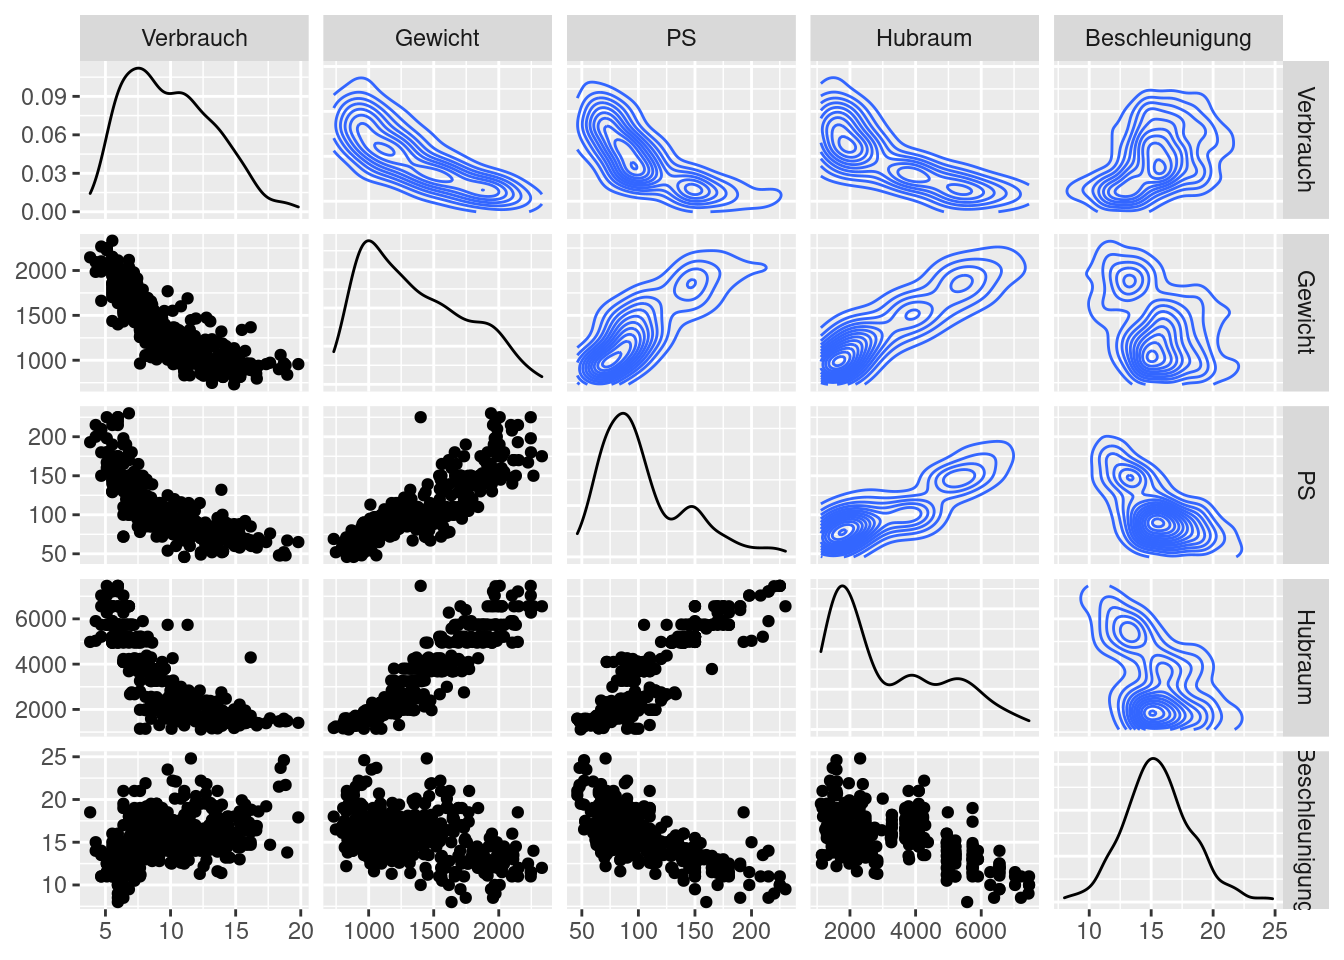 Verbrauch Gewicht PS Hubraum Beschleunigung
0.09
0.06
0.03
0.00
Verbrauch
2000
1500
1000
Gewicht
200
150
100
50
PS
6000
4000
2000
Hubraum
25
20
15
10
Beschleunigung
5 10 15 20 1000 1500 2000 50 100 150 200 2000 4000 6000 10 15 20 25